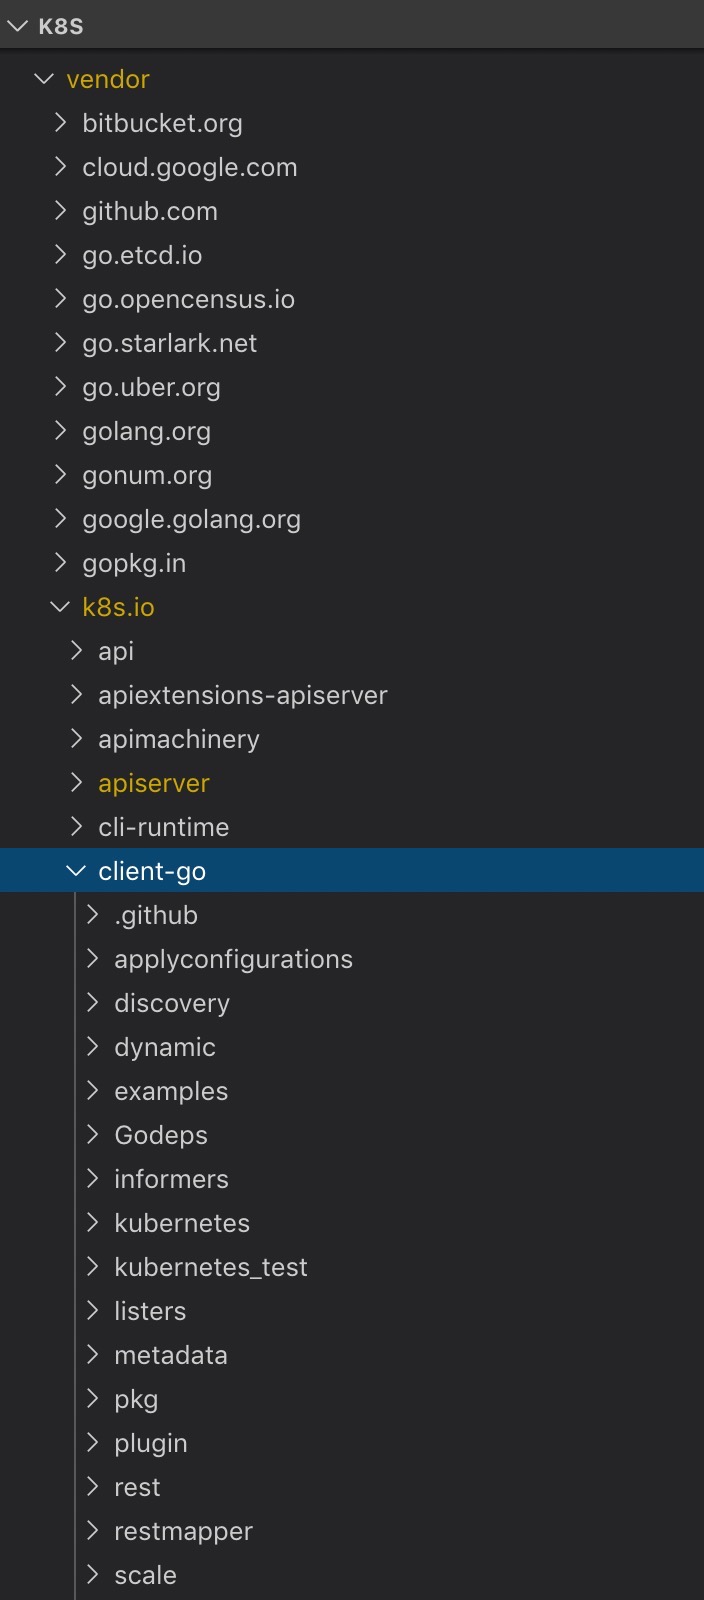 K8S
vendor
bitbucket.org
cloud.google.com
github.com
go.etcd.io
go.opencensus.io
go.starlark.net
go.uber.org
golang.org
gonum.org
google.golang.org
gopkg.in
k8s.io
api
apiextensions-apiserver
apimachinery
apiserver
cli-runtime
client-go
.github
applyconfigurations
discovery
dynamic
examples
Godeps
informers
kubernetes
kubernetes_test
listers
metadata
pkg
plugin
rest
restmapper
scale